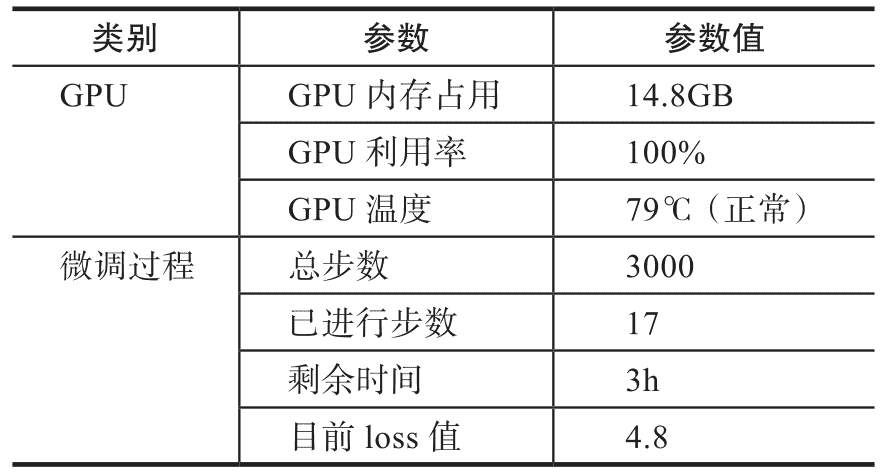 类别 参数 参数值
GPU GPU 内存占用 14.8GB
GPU 利用率 100%
GPU 温度 79℃（正常）
微调过程 总步数 3000
已进行步数 17
剩余时间 3h
目前 loss 值 4.8